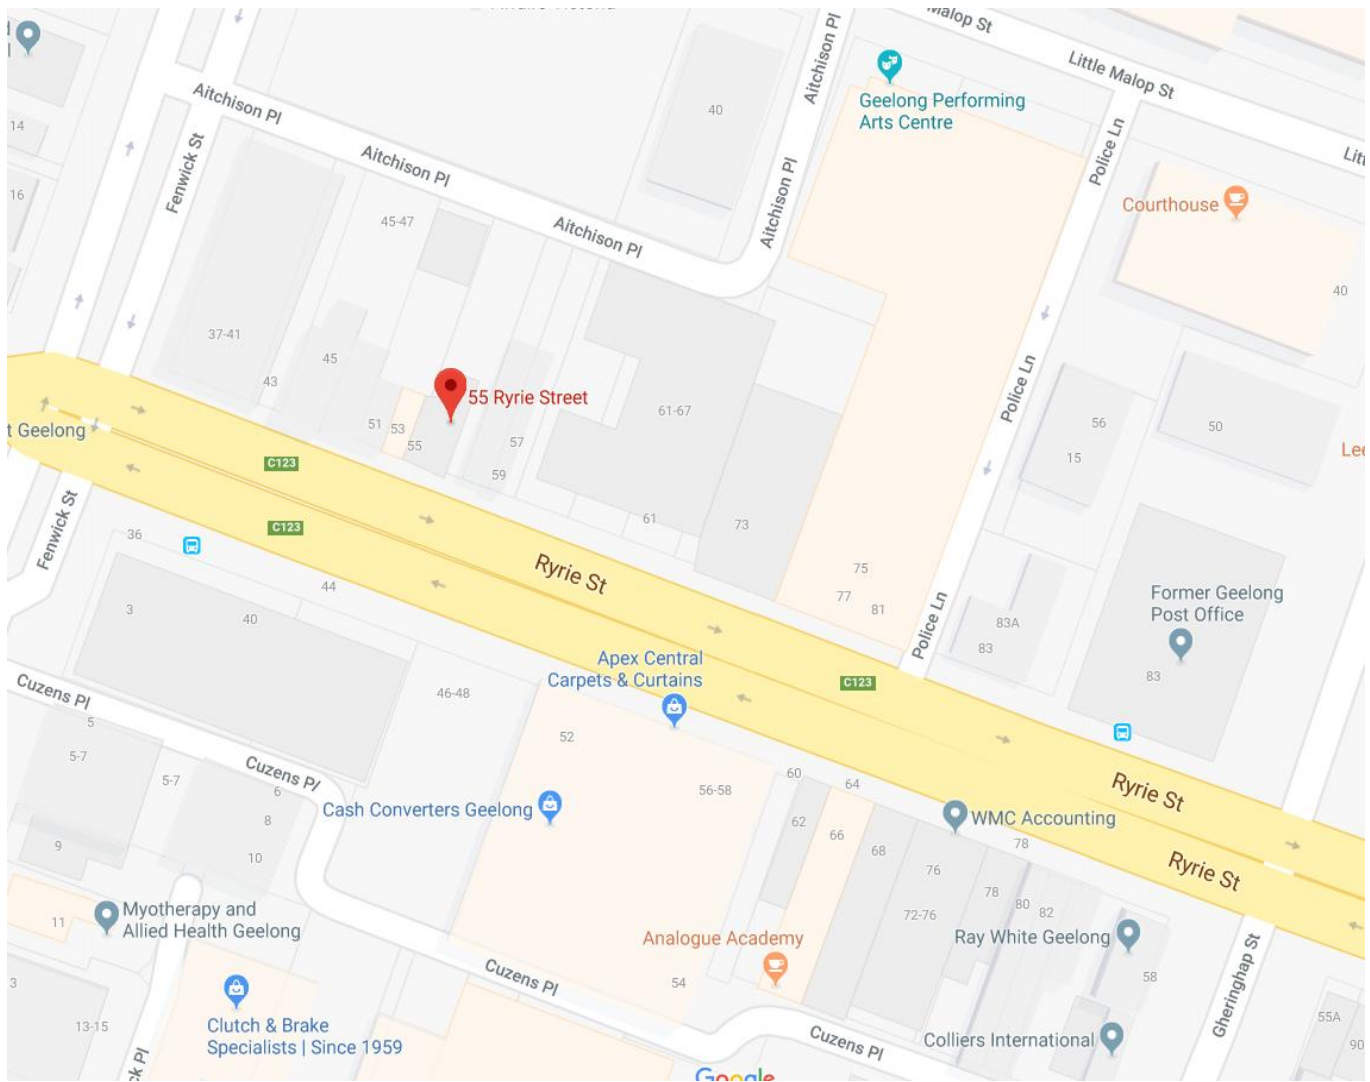 Malop St
Little Malop St
Aitchison Pl
Geelong Performing
Arts Centre
40
Aitchison Pl
Police Ln
14
Fenwick St
Aitchison Pl
16
Aitchison Pl
Courthouse
45-47
Aitchison Pl
40
37-41
45
43
55 Ryrie Street
61-67
Police Ln
51
53
55
57
59
56
50
15
t Geelong
C123
C123
Fenwick St
36
61
73
44
Ryrie St
75
77
81
3
40
Police Ln
83A
83
Former Geelong
Post Office
83
Apex Central
Carpets & Curtains
C123
Cuzens Pl
46-48
5
5-7
5-7
52
Cuzens Pl
6
8
10
9
Cash Converters Geelong
56-58
60
64
62
66
68
WMC Accounting
78
Ryrie St
Ryrie St
76
72-76
78
80
82
11
Myotherapy and
Allied Health Geelong
Analogue Academy
Ray White Geelong
58
Gheringhap St
Cuzens Pl
54
3
13-15
Clutch & Brake
Specialists | Since 1959
Cuzens Pl
Colliers International
55A
90
Google